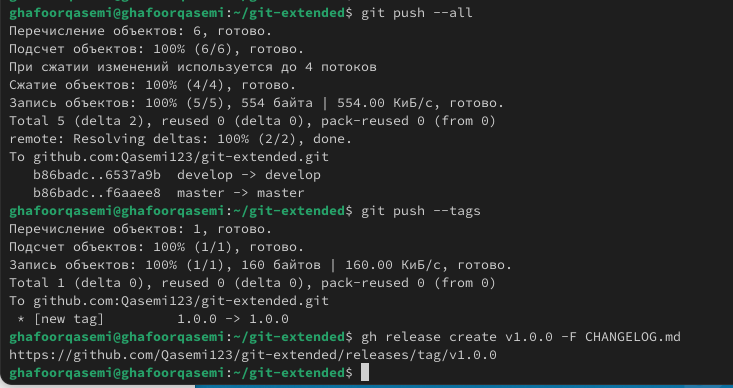 ghafoorqasemi@ghafoorqasemi:~/git-extended$ git push --all
Перечисление объектов: 6, готово.
Подсчет объектов: 100% (6/6), готово.
При сжатии изменений используется до 4 потоков
Сжатие объектов: 100% (4/4), готово.
Запись объектов: 100% (5/5), 554 байта | 554.00 КиБ/с, готово.
Total 5 (delta 2), reused 0 (delta 0), pack-reused 0 (from 0)
remote: Resolving deltas: 100% (2/2), done.
To github.com:Qasemi123/git-extended.git
   b86badc..6537a9b  develop -> develop
   b86badc..f6aaee8  master -> master
ghafoorqasemi@ghafoorqasemi:~/git-extended$ git push --tags
Перечисление объектов: 1, готово.
Подсчет объектов: 100% (1/1), готово.
Запись объектов: 100% (1/1), 160 байтов | 160.00 КиБ/с, готово.
Total 1 (delta 0), reused 0 (delta 0), pack-reused 0 (from 0)
To github.com:Qasemi123/git-extended.git
 * [new tag]         1.0.0 -> 1.0.0
ghafoorqasemi@ghafoorqasemi:~/git-extended$ gh release create v1.0.0 -F CHANGELOG.md
https://github.com/Qasemi123/git-extended/releases/tag/v1.0.0
ghafoorqasemi@ghafoorqasemi:~/git-extended$